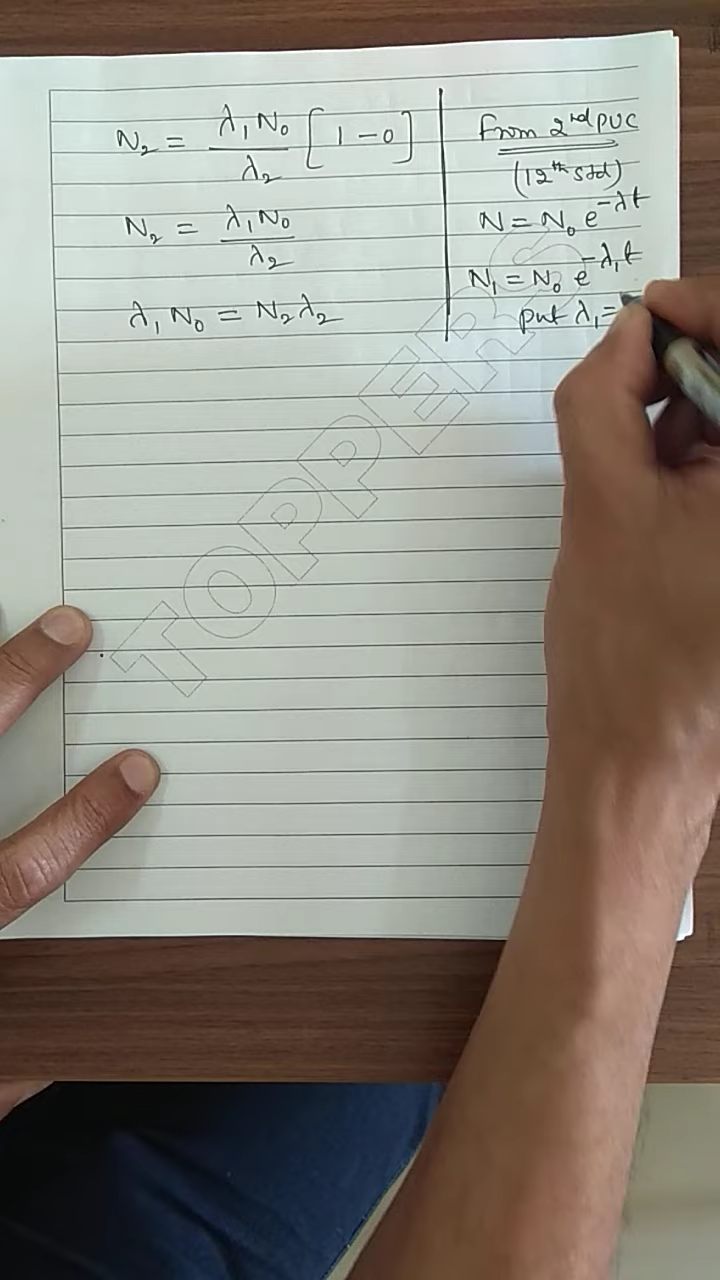 N₂ = λ₁N₀/λ₂ [1 - 0]
N₂ = λ₁N₀/λ₂
λ₁N₀ = N₂λ₂
From 2nd PUC
(12th std)
N = N₀ e^-λt
N₁ = N₀ e^-λ₁t
put λ₁ =
TOPPERS